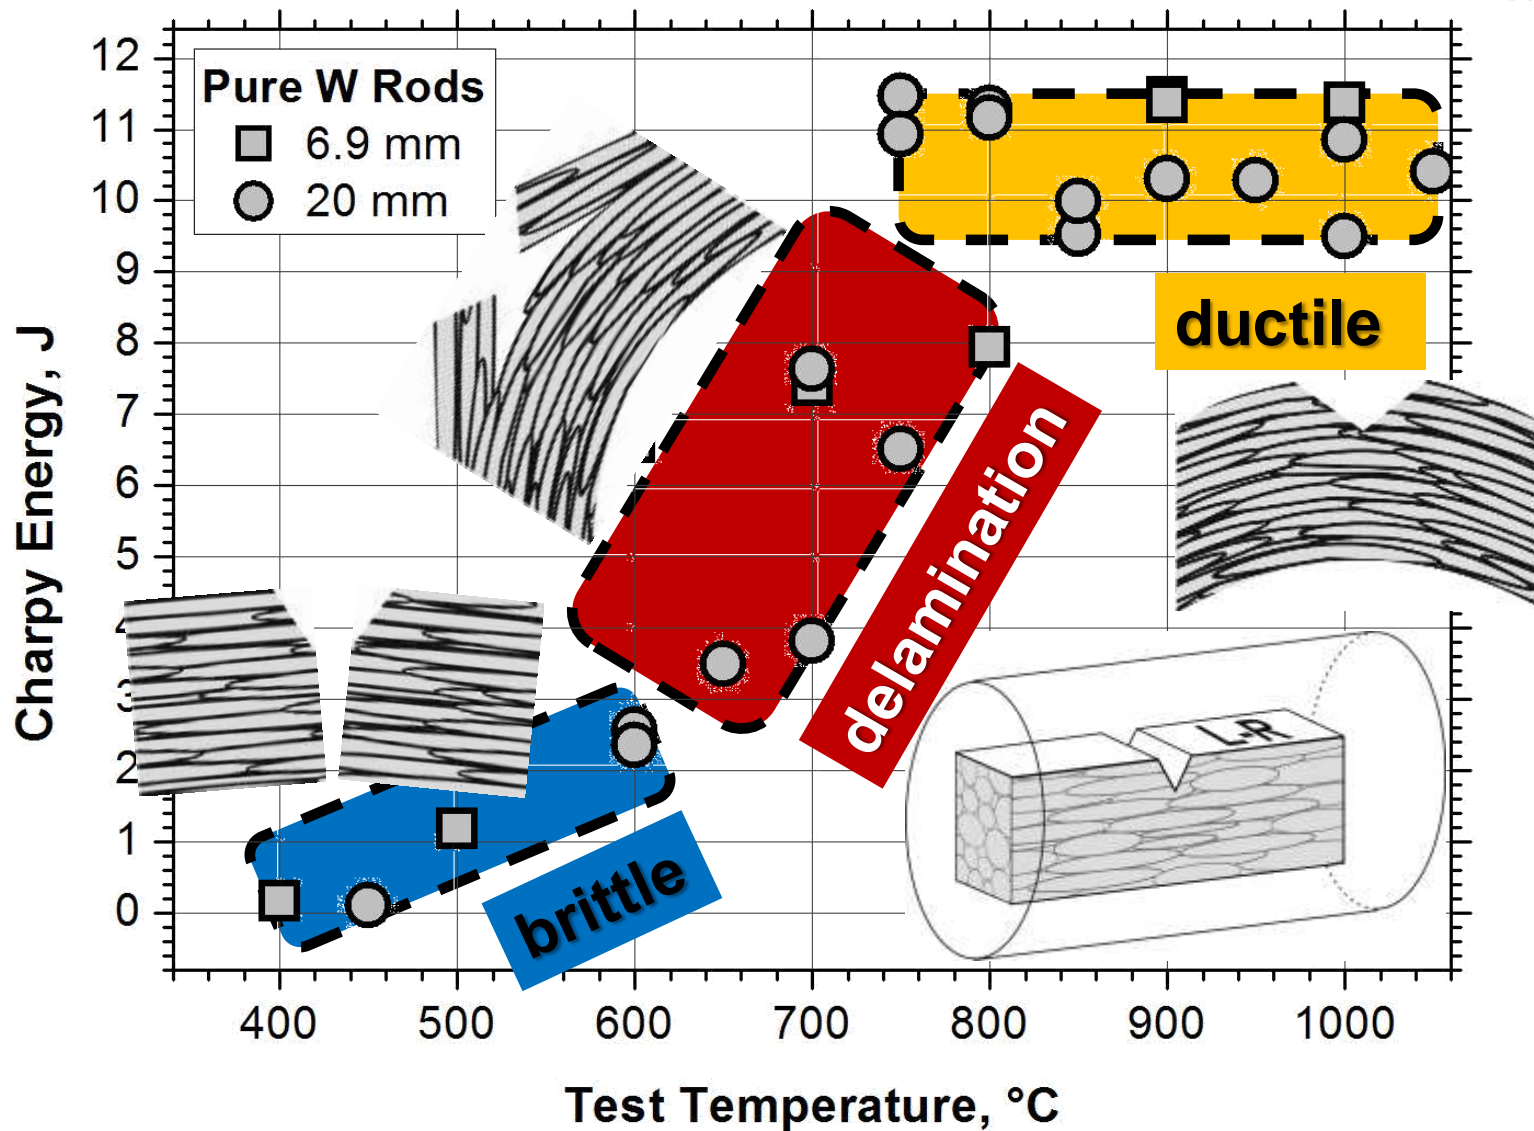 Pure W Rods
6.9 mm
20 mm
12
11
10
9
8
7
6
5
4
3
2
1
0
Charpy Energy, J
ductile
delamination
brittle
L-R
400 500 600 700 800 900 1000
Test Temperature, °C